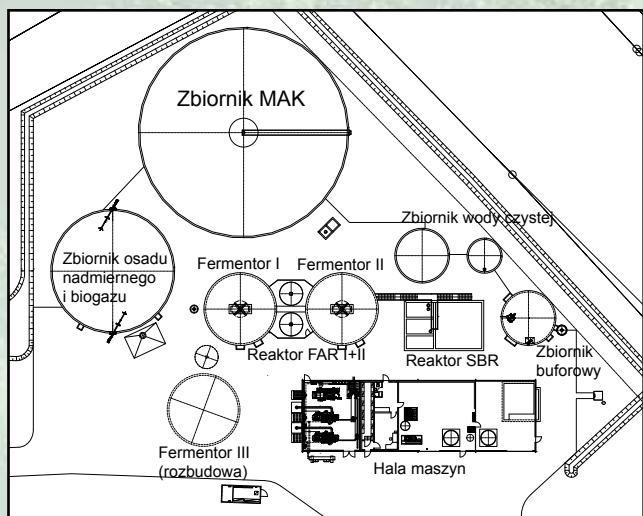 Zbiornik MAK
Zbiornik wody czystej
Zbiornik osadu
nadmiernego
i biogazu
Fermentor I
Fermentor II
Reaktor FAR I+II
Reaktor SBR
Zbiornik
buforowy
Fermentor III
(rozbudowa)
Hala maszyn